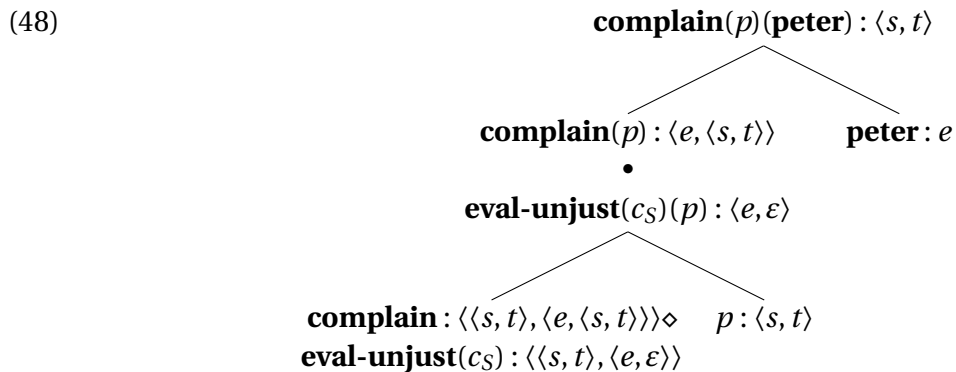 (48) complain(p)(peter) : ⟨s, t⟩
complain(p) : ⟨e, ⟨s, t⟩⟩ peter : e
•
eval-unjust(c_S)(p) : ⟨e, ε⟩
complain : ⟨⟨s, t⟩, ⟨e, ⟨s, t⟩⟩⟩⋄ p : ⟨s, t⟩
eval-unjust(c_S) : ⟨⟨s, t⟩, ⟨e, ε⟩⟩